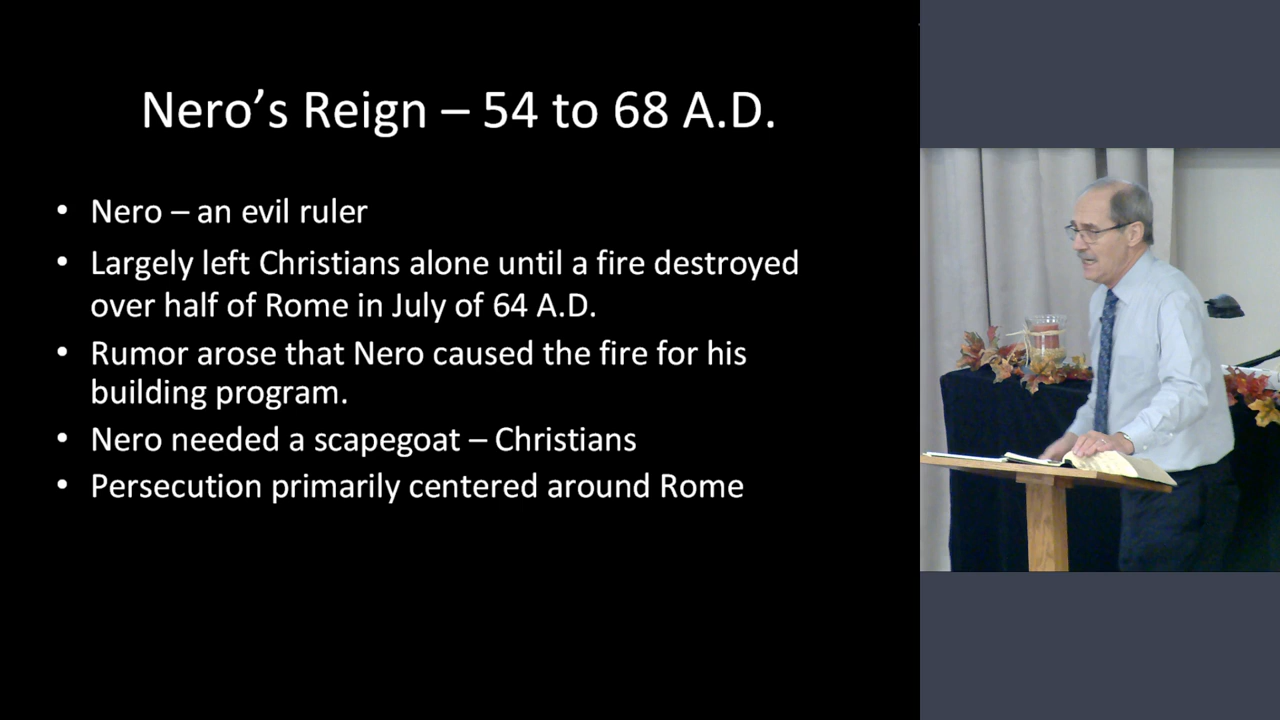 Nero’s Reign – 54 to 68 A.D.
• Nero – an evil ruler
• Largely left Christians alone until a fire destroyed
over half of Rome in July of 64 A.D.
• Rumor arose that Nero caused the fire for his
building program.
• Nero needed a scapegoat – Christians
• Persecution primarily centered around Rome